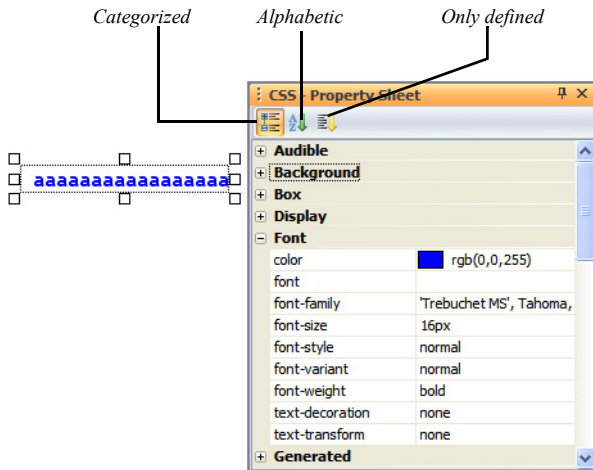 Categorized Alphabetic Only defined
CSS - Property Sheet
Audible
Background
Box
Display
aaaaaaaaaaaaaaaaa
Font
color rgb(0,0,255)
font
font-family 'Trebuchet MS', Tahoma,
font-size 16px
font-style normal
font-variant normal
font-weight bold
text-decoration none
text-transform none
Generated